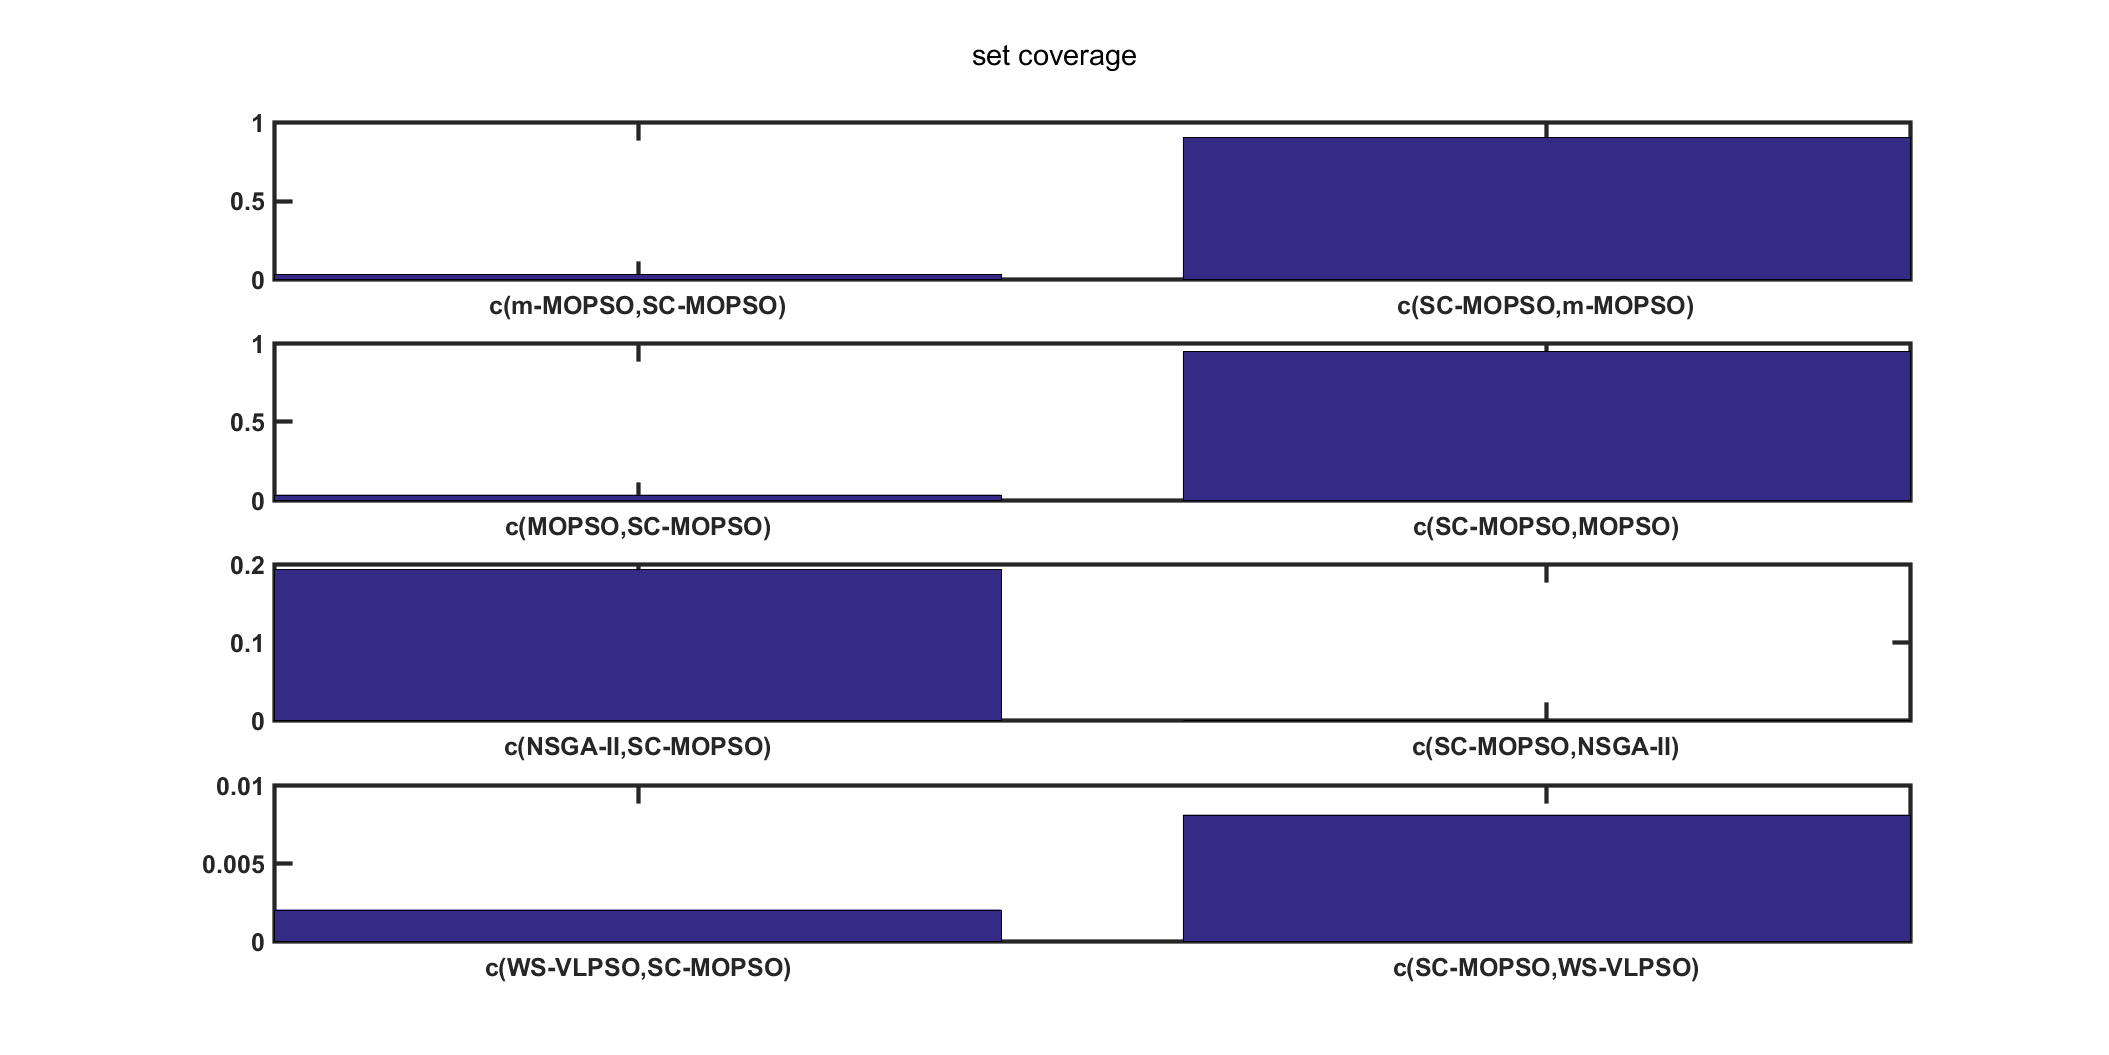 set coverage
1
0.5
0
c(m-MOPSO,SC-MOPSO) c(SC-MOPSO,m-MOPSO)
1
0.5
0
c(MOPSO,SC-MOPSO) c(SC-MOPSO,MOPSO)
0.2
0.1
0
c(NSGA-II,SC-MOPSO) c(SC-MOPSO,NSGA-II)
0.01
0.005
0
c(WS-VLPSO,SC-MOPSO) c(SC-MOPSO,WS-VLPSO)